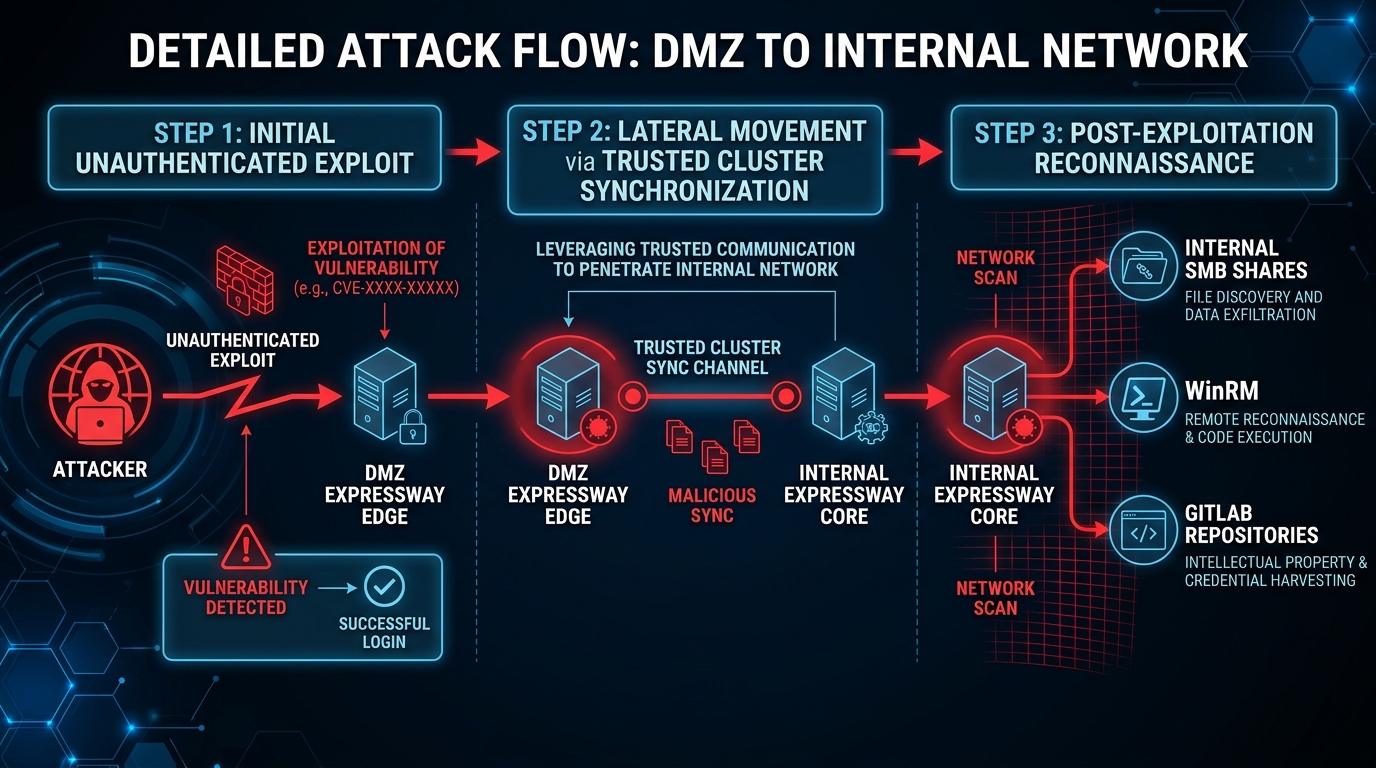 DETAILED ATTACK FLOW: DMZ TO INTERNAL NETWORK
STEP 1: INITIAL
UNAUTHENTICATED EXPLOIT
STEP 2: LATERAL MOVEMENT
via TRUSTED CLUSTER
SYNCHRONIZATION
STEP 3: POST-EXPLOITATION
RECONNAISSANCE
EXPLOITATION OF
VULNERABILITY
(e.g., CVE-XXXX-XXXXX)
UNAUTHENTICATED
EXPLOIT
ATTACKER
DMZ
EXPRESSWAY
EDGE
VULNERABILITY
DETECTED
SUCCESSFUL
LOGIN
LEVERAGING TRUSTED COMMUNICATION
TO PENETRATE INTERNAL NETWORK
TRUSTED CLUSTER
SYNC CHANNEL
DMZ
EXPRESSWAY
EDGE
MALICIOUS
SYNC
INTERNAL
EXPRESSWAY
CORE
NETWORK
SCAN
INTERNAL
EXPRESSWAY
CORE
NETWORK
SCAN
INTERNAL
SMB SHARES
FILE DISCOVERY AND
DATA EXFILTRATION
WinRM
REMOTE RECONNAISSANCE
& CODE EXECUTION
GITLAB
REPOSITORIES
INTELLECTUAL PROPERTY &
CREDENTIAL HARVESTING